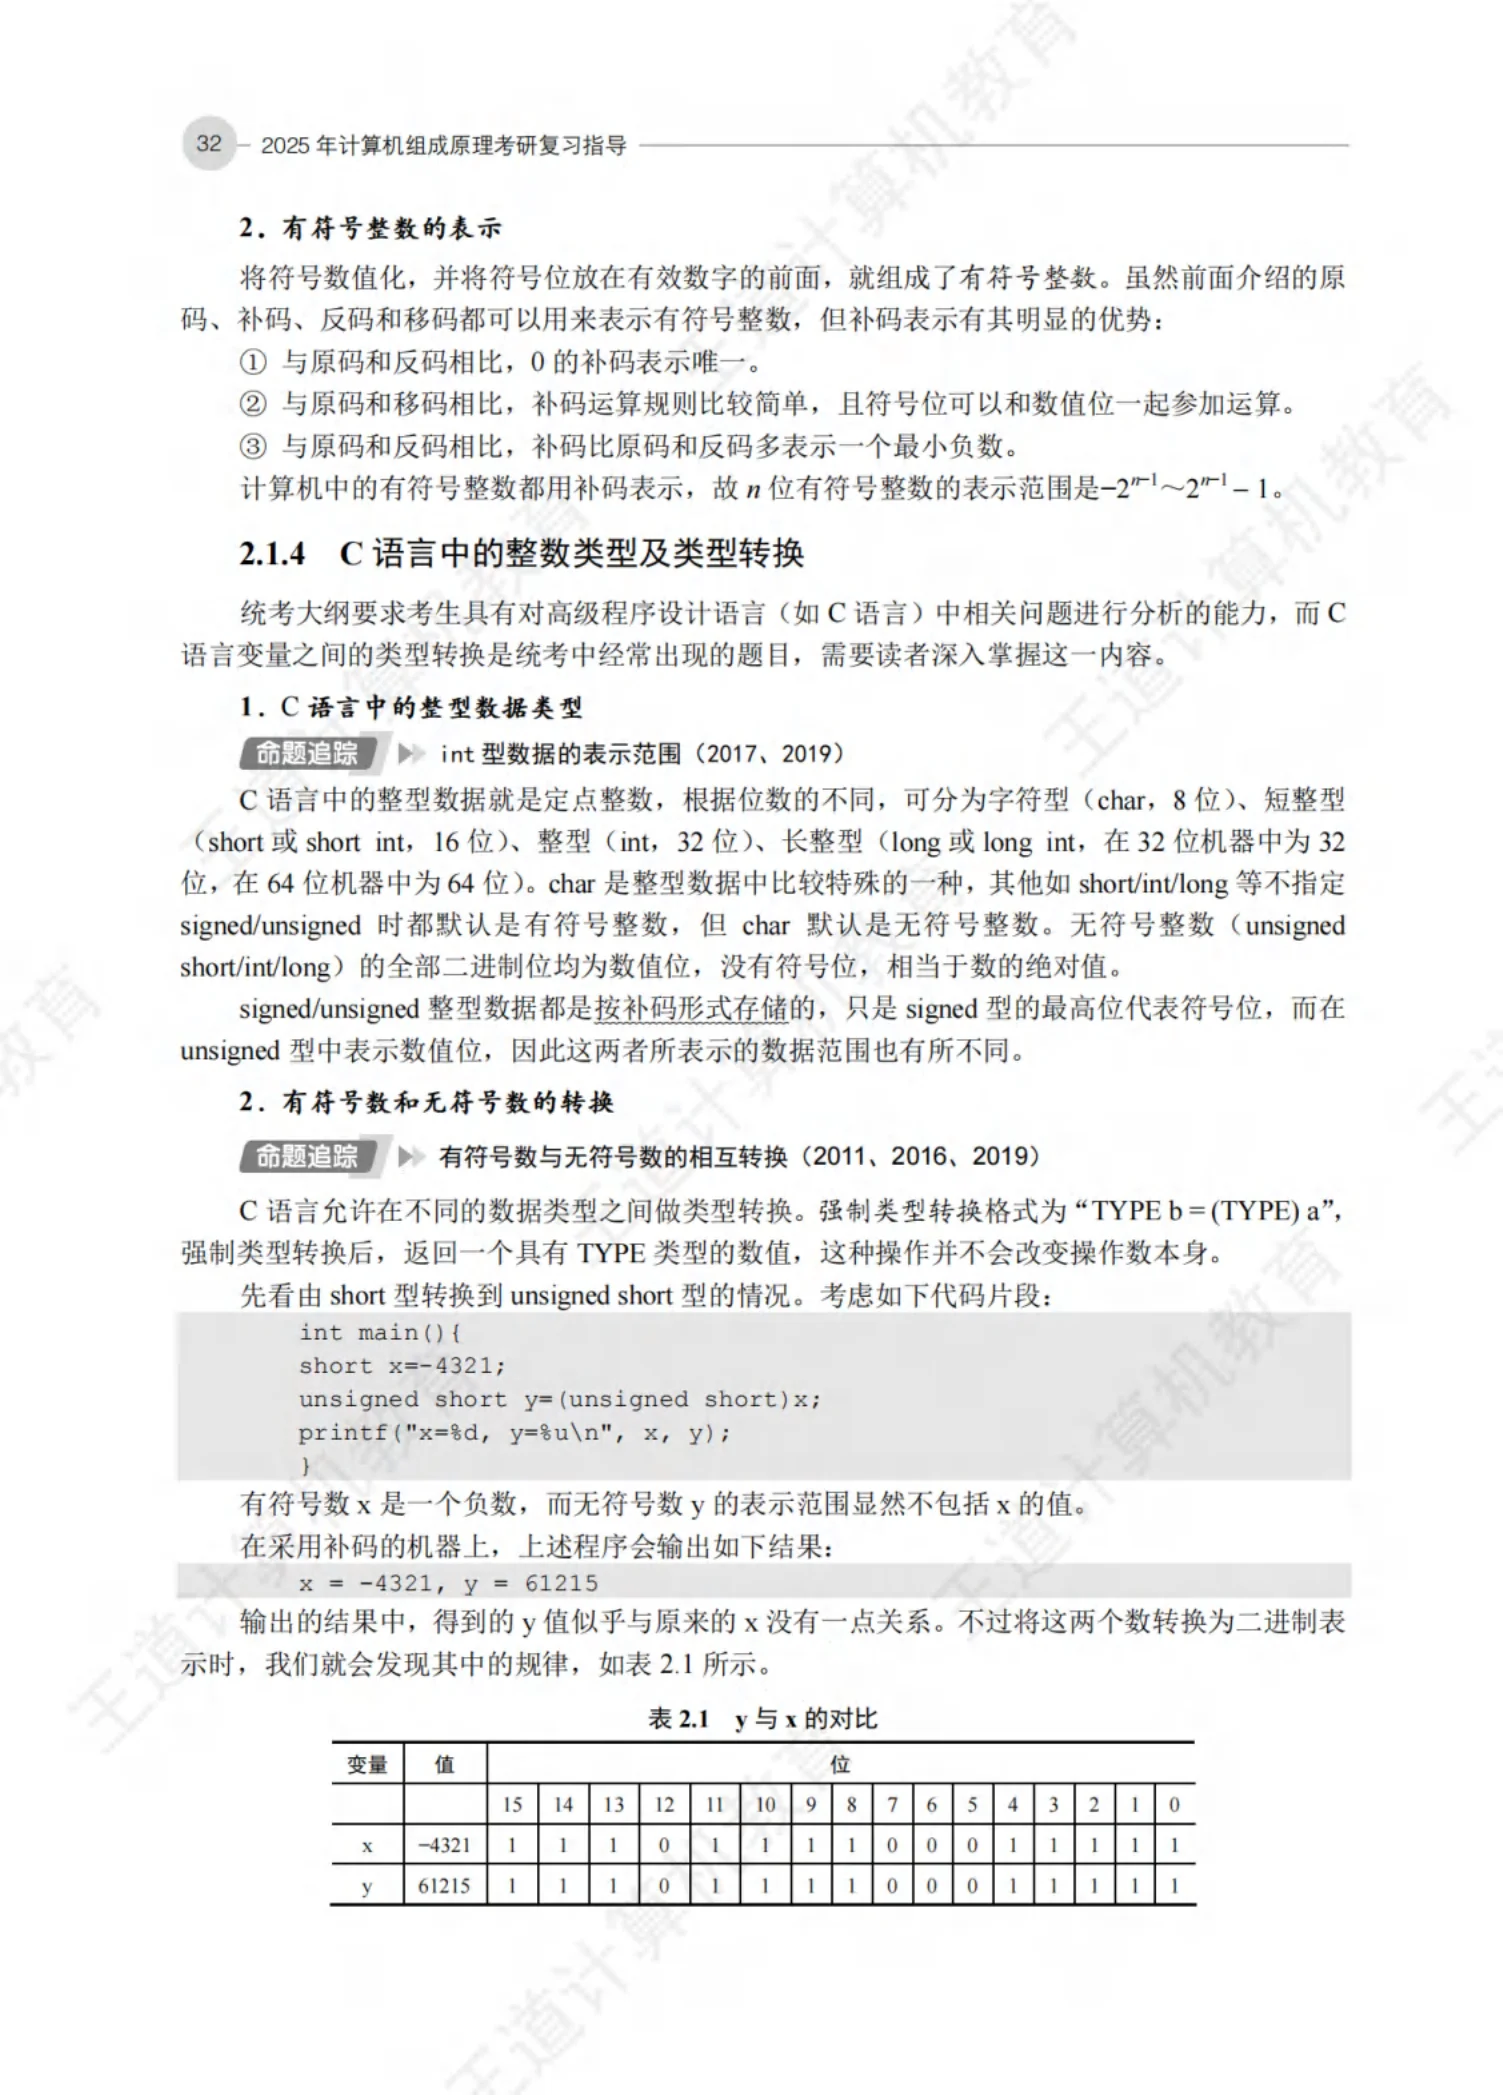 32 2025 年计算机组成原理考研复习指导
2．有符号整数的表示
将符号数值化，并将符号位放在有效数字的前面，就组成了有符号整数。虽然前面介绍的原
码、补码、反码和移码都可以用来表示有符号整数，但补码表示有其明显的优势：
① 与原码和反码相比，0 的补码表示唯一。
② 与原码和移码相比，补码运算规则比较简单，且符号位可以和数值位一起参加运算。
③ 与原码和反码相比，补码比原码和反码多表示一个最小负数。
计算机中的有符号整数都用补码表示，故 n 位有符号整数的表示范围是−2ⁿ⁻¹～2ⁿ⁻¹ – 1。
2.1.4 C 语言中的整数类型及类型转换
统考大纲要求考生具有对高级程序设计语言（如 C 语言）中相关问题进行分析的能力，而 C
语言变量之间的类型转换是统考中经常出现的题目，需要读者深入掌握这一内容。
1．C 语言中的整型数据类型
命题追踪 int 型数据的表示范围（2017、2019）
C 语言中的整型数据就是定点整数，根据位数的不同，可分为字符型（char，8 位）、短整型
（short 或 short int，16 位）、整型（int，32 位）、长整型（long 或 long int，在 32 位机器中为 32
位，在 64 位机器中为 64 位）。char 是整型数据中比较特殊的一种，其他如 short/int/long 等不指定
signed/unsigned 时都默认是有符号整数，但 char 默认是无符号整数。无符号整数（unsigned
short/int/long）的全部二进制位均为数值位，没有符号位，相当于数的绝对值。
signed/unsigned 整型数据都是按补码形式存储的，只是 signed 型的最高位代表符号位，而在
unsigned 型中表示数值位，因此这两者所表示的数据范围也有所不同。
2．有符号数和无符号数的转换
命题追踪 有符号数与无符号数的相互转换（2011、2016、2019）
C 语言允许在不同的数据类型之间做类型转换。强制类型转换格式为“TYPE b = (TYPE) a”，
强制类型转换后，返回一个具有 TYPE 类型的数值，这种操作并不会改变操作数本身。
先看由 short 型转换到 unsigned short 型的情况。考虑如下代码片段：
int main(){
short x=-4321;
unsigned short y=(unsigned short)x;
printf("x=%d, y=%u\n", x, y);
}
有符号数 x 是一个负数，而无符号数 y 的表示范围显然不包括 x 的值。
在采用补码的机器上，上述程序会输出如下结果：
x = -4321, y = 61215
输出的结果中，得到的 y 值似乎与原来的 x 没有一点关系。不过将这两个数转换为二进制表
示时，我们就会发现其中的规律，如表 2.1 所示。
表 2.1 y 与 x 的对比
变量 值 位
15 14 13 12 11 10 9 8 7 6 5 4 3 2 1 0
x −4321 1 1 1 0 1 1 1 1 0 0 0 1 1 1 1 1
y 61215 1 1 1 0 1 1 1 1 0 0 0 1 1 1 1 1
王道计算机教育